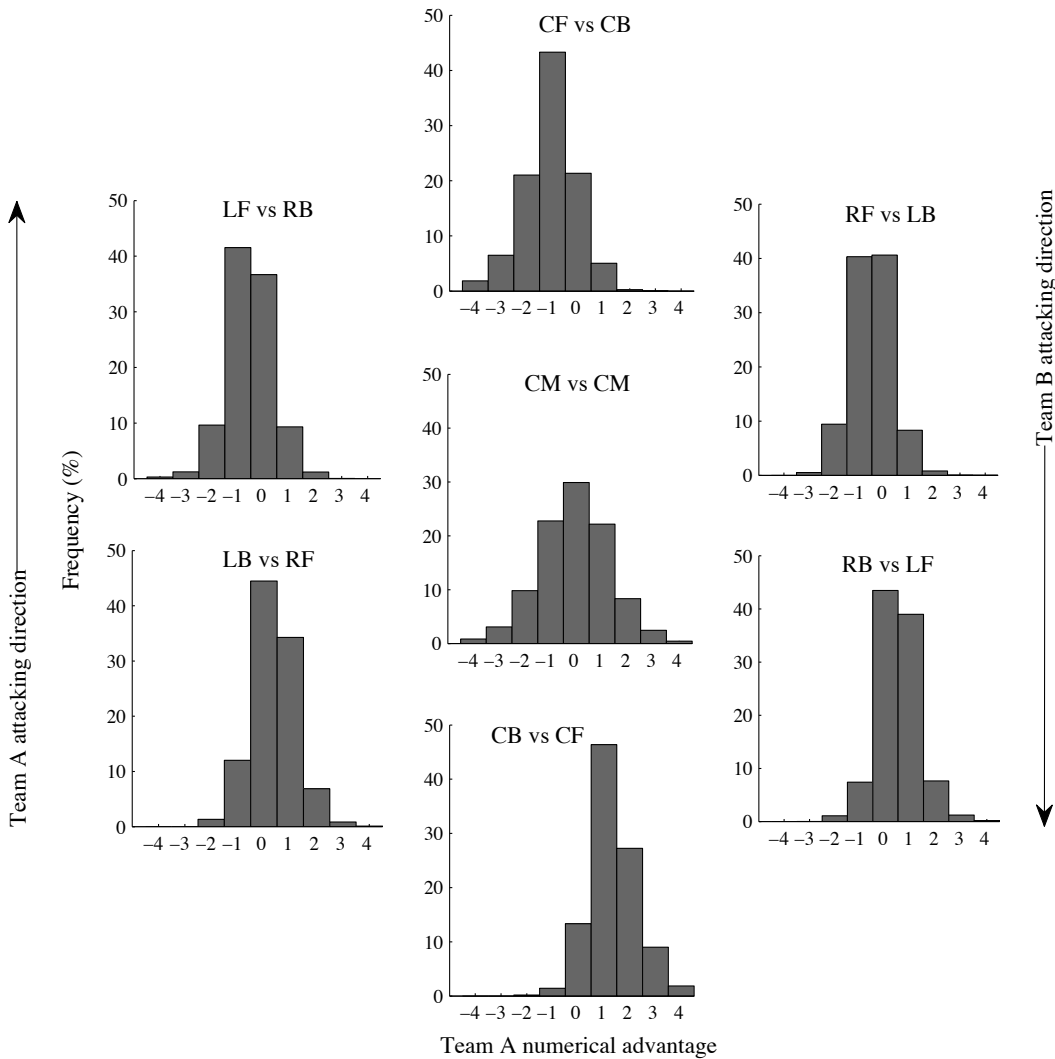 CF vs CB
50
40
30
20
10
0
−4 −3 −2 −1 0 1 2 3 4
LF vs RB
50
40
30
20
10
0
−4 −3 −2 −1 0 1 2 3 4
RF vs LB
50
40
30
20
10
0
−4 −3 −2 −1 0 1 2 3 4
CM vs CM
50
40
30
20
10
0
−4 −3 −2 −1 0 1 2 3 4
LB vs RF
50
40
30
20
10
0
−4 −3 −2 −1 0 1 2 3 4
RB vs LF
50
40
30
20
10
0
−4 −3 −2 −1 0 1 2 3 4
CB vs CF
50
40
30
20
10
0
−4 −3 −2 −1 0 1 2 3 4
Team A numerical advantage
Frequency (%)
Team A attacking direction
Team B attacking direction